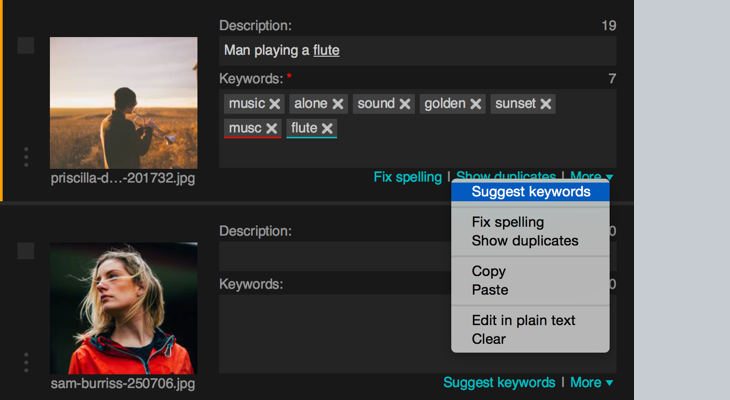 Description: 19
Man playing a flute
Keywords: * 7
music alone sound golden sunset
musc flute
priscilla-d...-201732.jpg
Fix spelling | Show duplicates | More
Suggest keywords
Fix spelling
Show duplicates
Copy
Paste
Edit in plain text
Clear
Description: 0
Keywords: 0
sam-burriss-250706.jpg
Suggest keywords | More